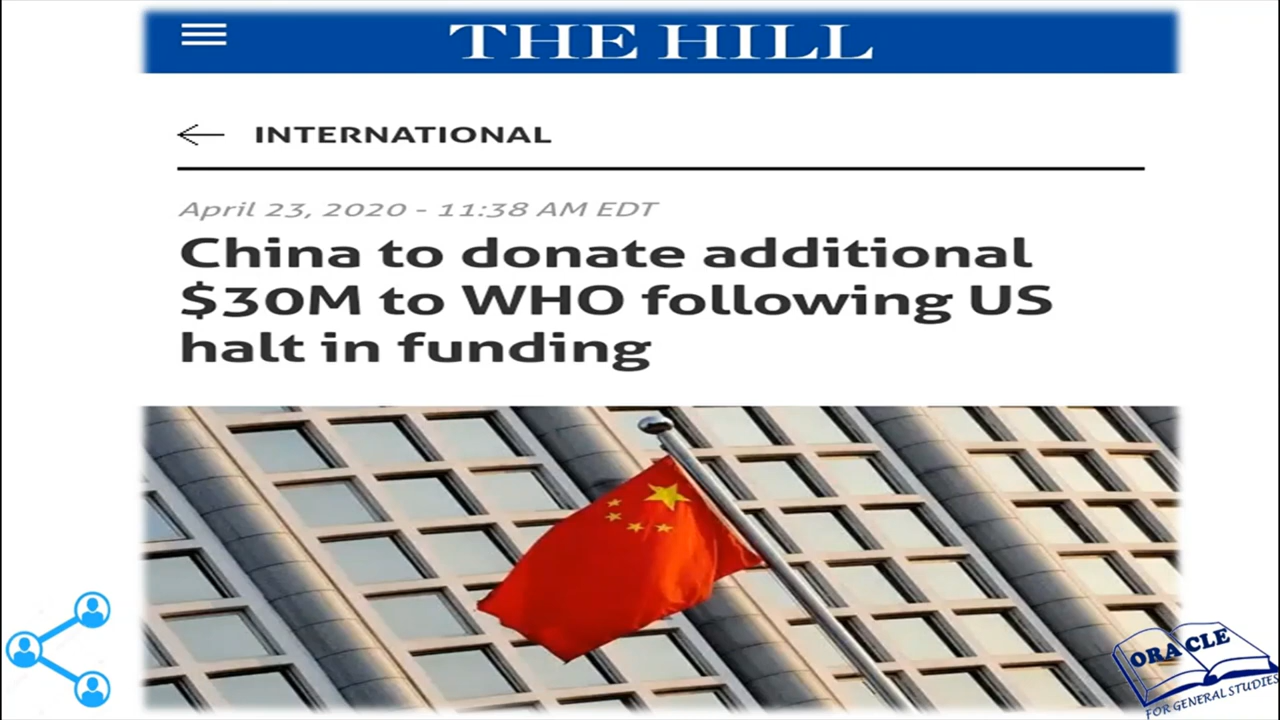 THE HILL
INTERNATIONAL
April 23, 2020 - 11:38 AM EDT
China to donate additional
$30M to WHO following US
halt in funding
ORACLE
FOR GENERAL STUDIES